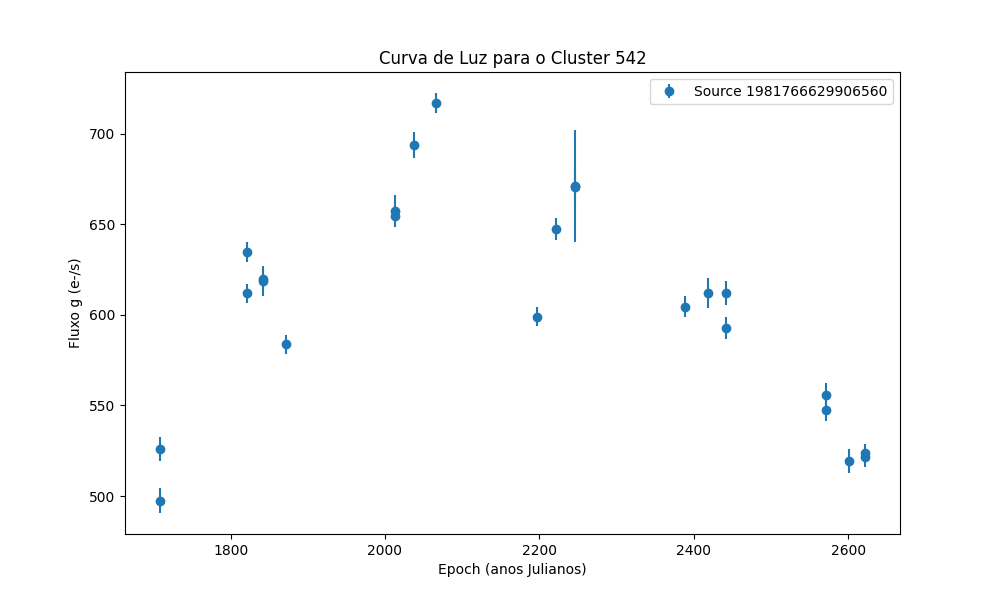 Curva de Luz para o Cluster 542
Source 1981766629906560
Fluxo g (e-/s)
700
650
600
550
500
1800 2000 2200 2400 2600
Epoch (anos Julianos)